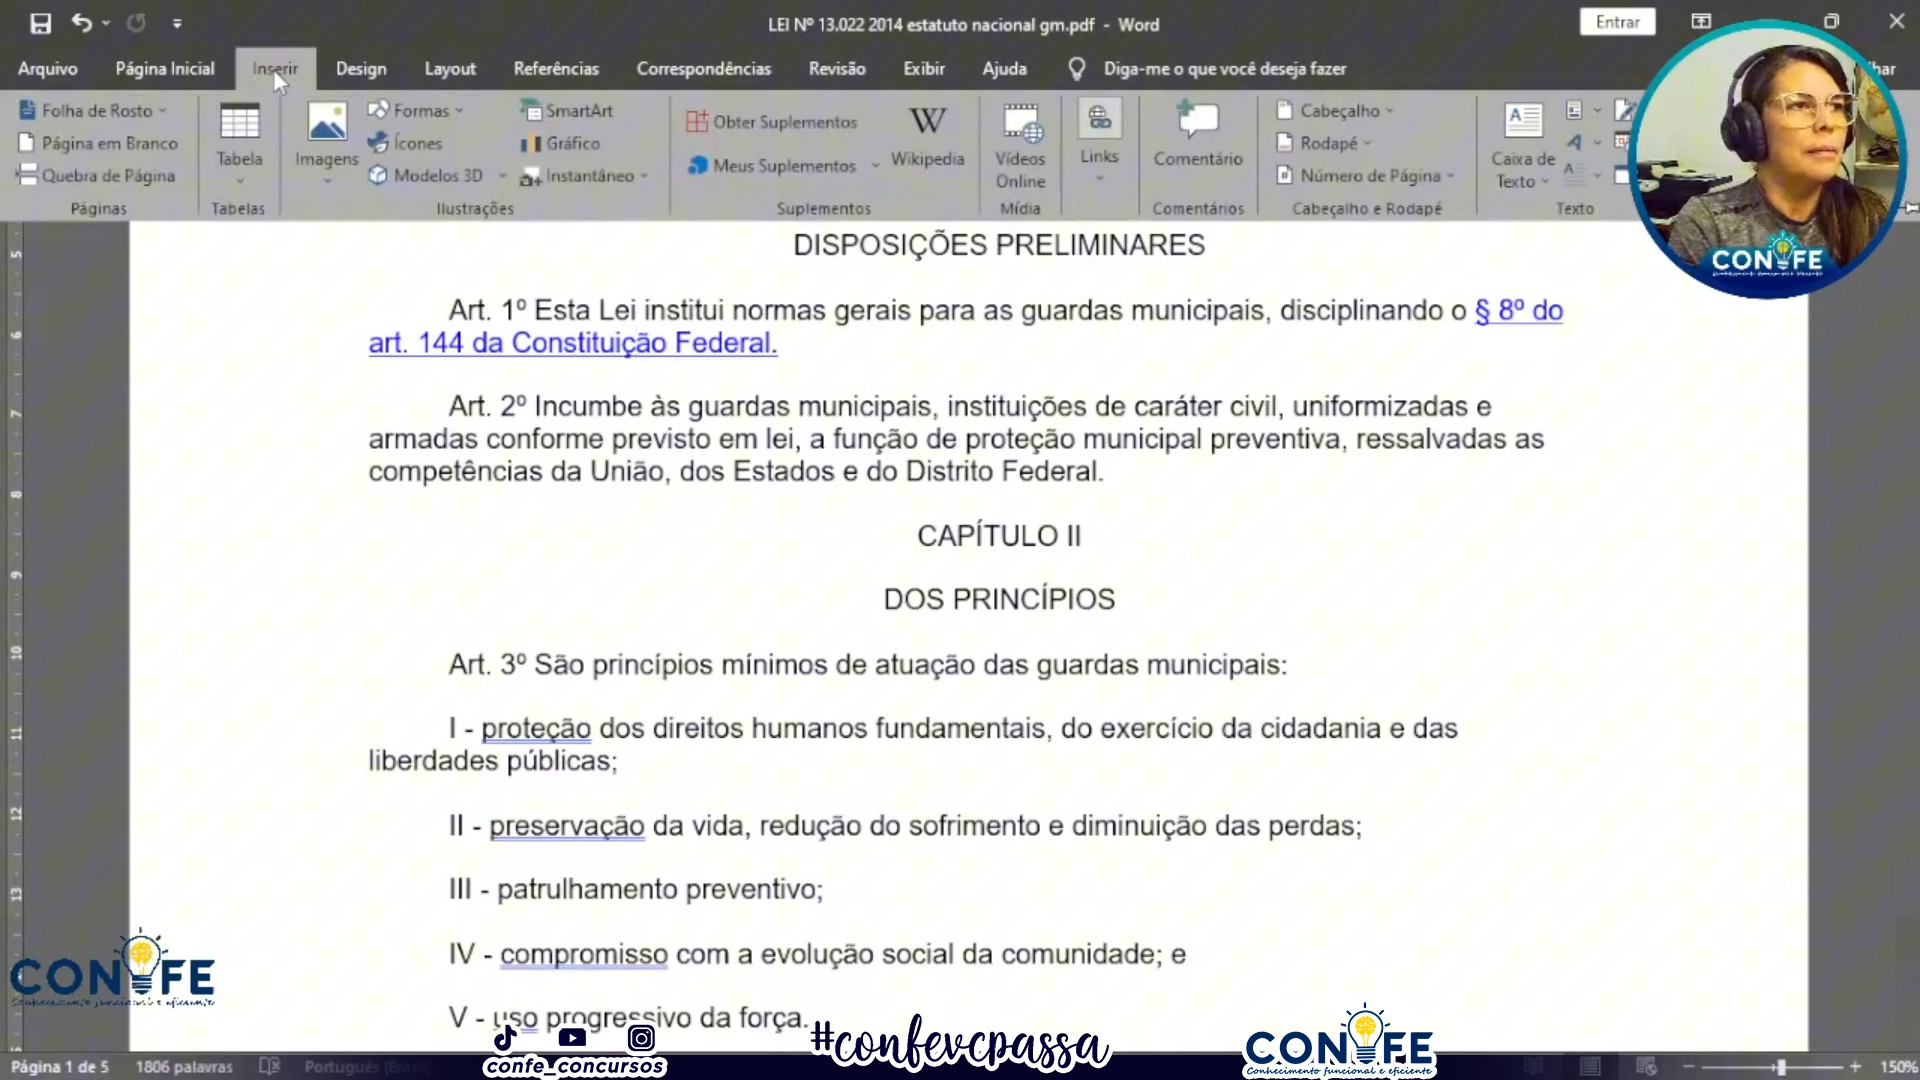 LEI Nº 13.022 2014 estatuto nacional gm.pdf - Word
Entrar
Arquivo
Página Inicial
Inserir
Design
Layout
Referências
Correspondências
Revisão
Exibir
Ajuda
Diga-me o que você deseja fazer
Folha de Rosto
Página em Branco
Quebra de Página
Páginas
Tabela
Tabelas
Imagens
Formas
Ícones
Modelos 3D
SmartArt
Gráfico
Instantâneo
Ilustrações
Obter Suplementos
Meus Suplementos
Wikipedia
Suplementos
Vídeos
Online
Mídia
Links
Comentário
Comentários
Cabeçalho
Rodapé
Número de Página
Cabeçalho e Rodapé
Caixa de
Texto
Texto
CONFE
DISPOSIÇÕES PRELIMINARES
Art. 1º Esta Lei institui normas gerais para as guardas municipais, disciplinando o § 8º do
art. 144 da Constituição Federal.
Art. 2º Incumbe às guardas municipais, instituições de caráter civil, uniformizadas e
armadas conforme previsto em lei, a função de proteção municipal preventiva, ressalvadas as
competências da União, dos Estados e do Distrito Federal.
CAPÍTULO II
DOS PRINCÍPIOS
Art. 3º São princípios mínimos de atuação das guardas municipais:
I - proteção dos direitos humanos fundamentais, do exercício da cidadania e das
liberdades públicas;
II - preservação da vida, redução do sofrimento e diminuição das perdas;
III - patrulhamento preventivo;
IV - compromisso com a evolução social da comunidade; e
V - uso progressivo da força.
CONFE
Conhecimento funcional e eficiente
confe_concursos
#confevcpassa
CONFE
Conhecimento funcional e eficiente
Página 1 de 5
1806 palavras
Português
150%